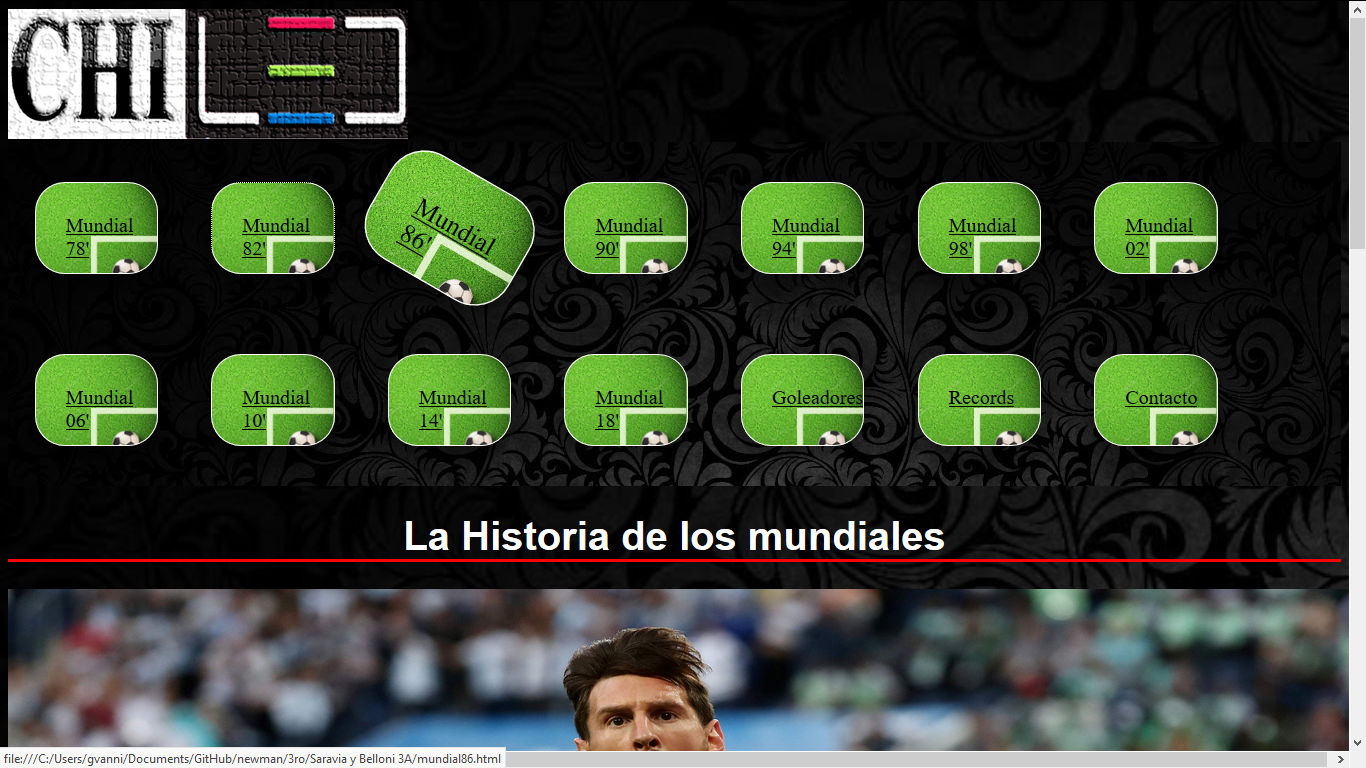 CHI LED
Mundial
78'
Mundial
82'
Mundial
86'
Mundial
90'
Mundial
94'
Mundial
98'
Mundial
02'
Mundial
06'
Mundial
10'
Mundial
14'
Mundial
18'
Goleadores
Records
Contacto
La Historia de los mundiales
file:///C:/Users/gvanni/Documents/GitHub/newman/3ro/Saravia y Belloni 3A/mundial86.html